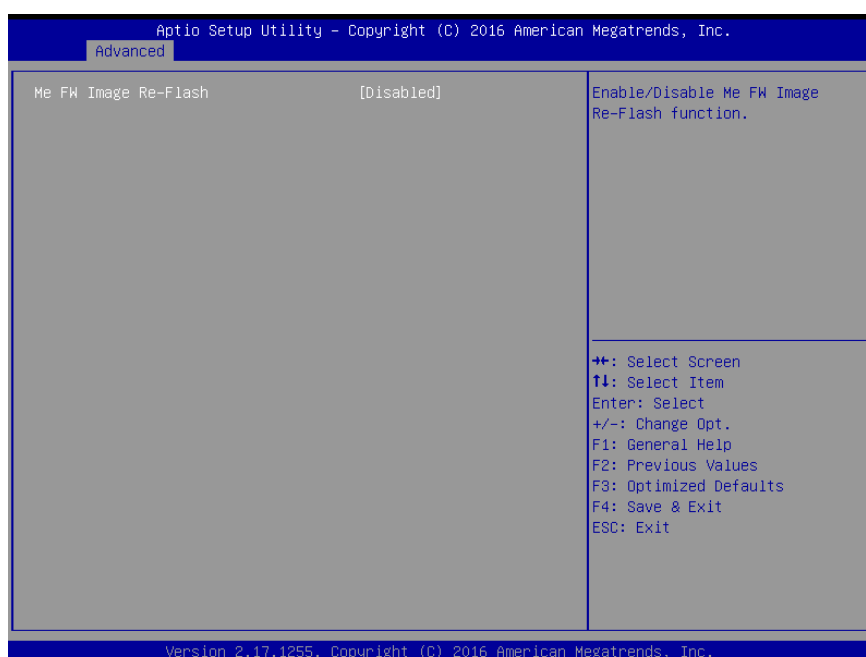 Aptio Setup Utility – Copyright (C) 2016 American Megatrends, Inc.
Advanced
Me FW Image Re-Flash [Disabled]
Enable/Disable Me FW Image
Re-Flash function.
→←: Select Screen
↑↓: Select Item
Enter: Select
+/-: Change Opt.
F1: General Help
F2: Previous Values
F3: Optimized Defaults
F4: Save & Exit
ESC: Exit
Version 2.17.1255. Copyright (C) 2016 American Megatrends, Inc.